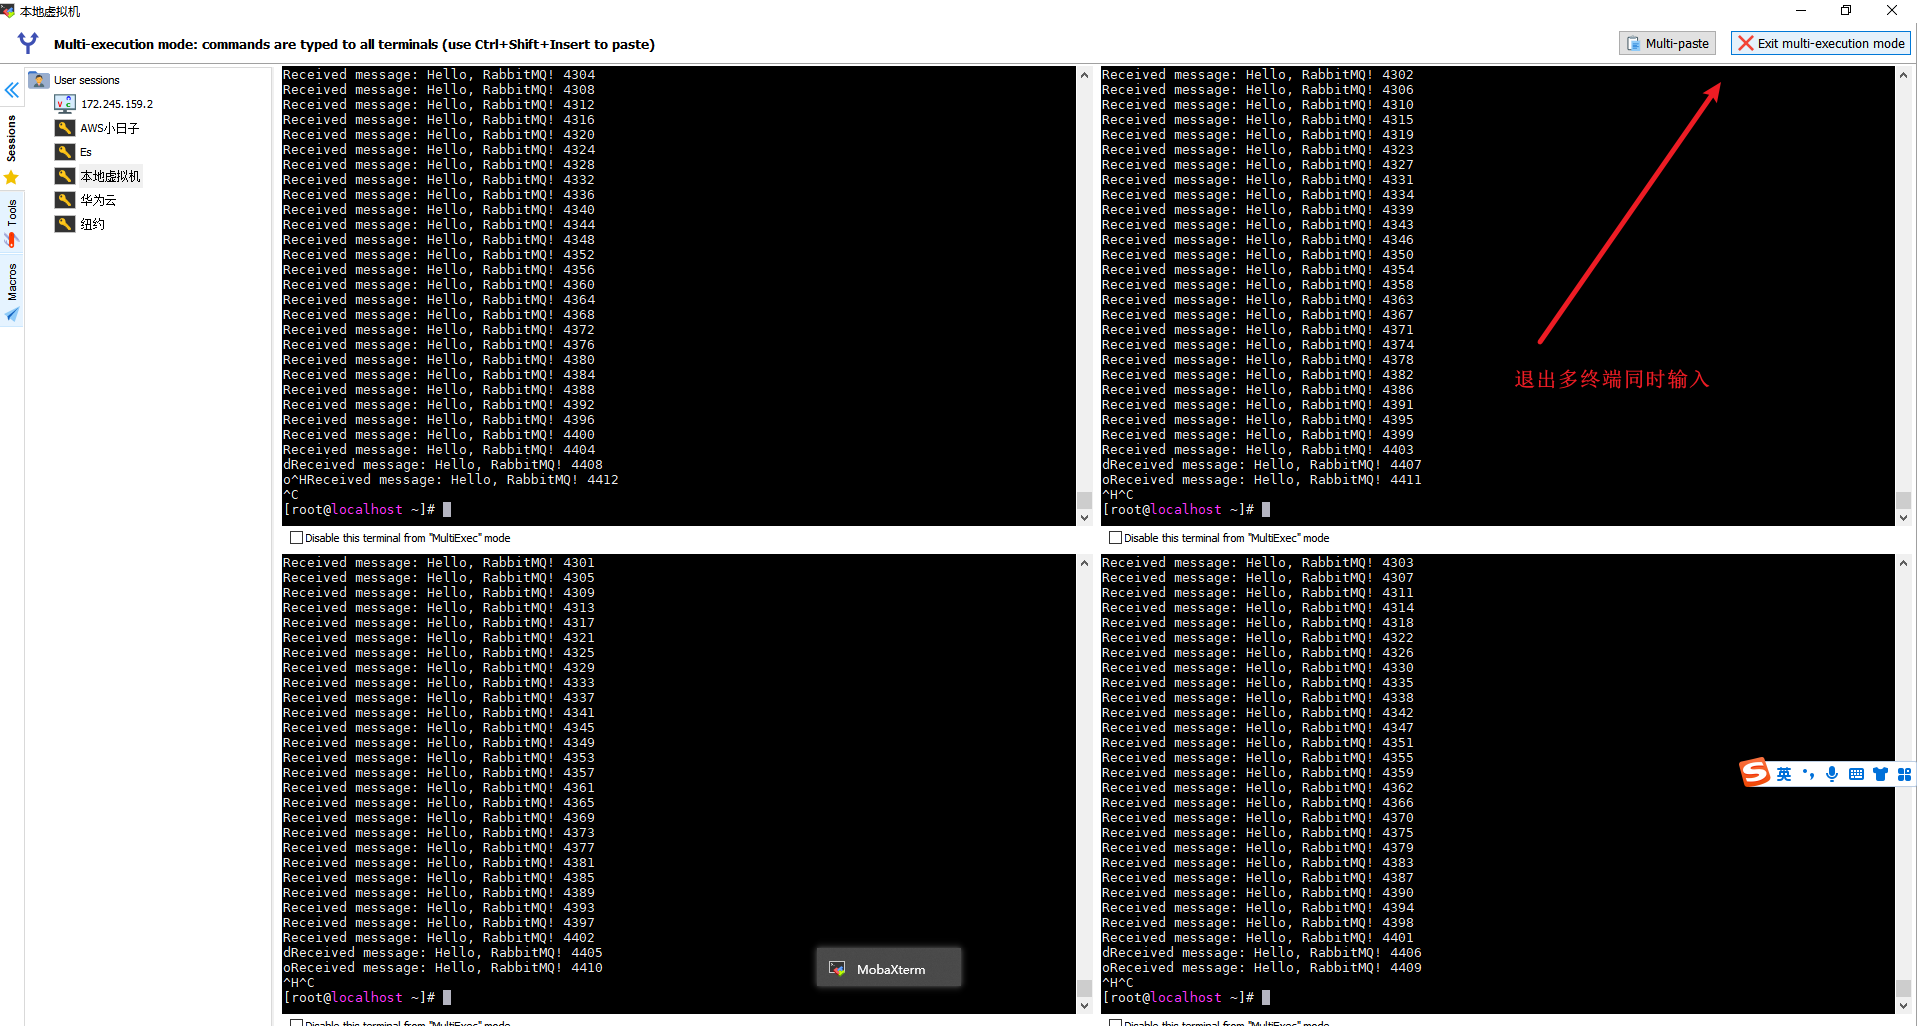 本地虚拟机
Multi-execution mode: commands are typed to all terminals (use Ctrl+Shift+Insert to paste)
Multi-paste
Exit multi-execution mode
Sessions
Tools
Macros
User sessions
172.245.159.2
AWS小日子
Es
本地虚拟机
华为云
纽约
Received message: Hello, RabbitMQ! 4304
Received message: Hello, RabbitMQ! 4308
Received message: Hello, RabbitMQ! 4312
Received message: Hello, RabbitMQ! 4316
Received message: Hello, RabbitMQ! 4320
Received message: Hello, RabbitMQ! 4324
Received message: Hello, RabbitMQ! 4328
Received message: Hello, RabbitMQ! 4332
Received message: Hello, RabbitMQ! 4336
Received message: Hello, RabbitMQ! 4340
Received message: Hello, RabbitMQ! 4344
Received message: Hello, RabbitMQ! 4348
Received message: Hello, RabbitMQ! 4352
Received message: Hello, RabbitMQ! 4356
Received message: Hello, RabbitMQ! 4360
Received message: Hello, RabbitMQ! 4364
Received message: Hello, RabbitMQ! 4368
Received message: Hello, RabbitMQ! 4372
Received message: Hello, RabbitMQ! 4376
Received message: Hello, RabbitMQ! 4380
Received message: Hello, RabbitMQ! 4384
Received message: Hello, RabbitMQ! 4388
Received message: Hello, RabbitMQ! 4392
Received message: Hello, RabbitMQ! 4396
Received message: Hello, RabbitMQ! 4400
Received message: Hello, RabbitMQ! 4404
dReceived message: Hello, RabbitMQ! 4408
o^HReceived message: Hello, RabbitMQ! 4412
^C
[root@localhost ~]#
Disable this terminal from "MultiExec" mode
Received message: Hello, RabbitMQ! 4302
Received message: Hello, RabbitMQ! 4306
Received message: Hello, RabbitMQ! 4310
Received message: Hello, RabbitMQ! 4315
Received message: Hello, RabbitMQ! 4319
Received message: Hello, RabbitMQ! 4323
Received message: Hello, RabbitMQ! 4327
Received message: Hello, RabbitMQ! 4331
Received message: Hello, RabbitMQ! 4334
Received message: Hello, RabbitMQ! 4339
Received message: Hello, RabbitMQ! 4343
Received message: Hello, RabbitMQ! 4346
Received message: Hello, RabbitMQ! 4350
Received message: Hello, RabbitMQ! 4354
Received message: Hello, RabbitMQ! 4358
Received message: Hello, RabbitMQ! 4363
Received message: Hello, RabbitMQ! 4367
Received message: Hello, RabbitMQ! 4371
Received message: Hello, RabbitMQ! 4374
Received message: Hello, RabbitMQ! 4378
Received message: Hello, RabbitMQ! 4382
Received message: Hello, RabbitMQ! 4386
Received message: Hello, RabbitMQ! 4391
Received message: Hello, RabbitMQ! 4395
Received message: Hello, RabbitMQ! 4399
Received message: Hello, RabbitMQ! 4403
dReceived message: Hello, RabbitMQ! 4407
oReceived message: Hello, RabbitMQ! 4411
^H^C
[root@localhost ~]#
退出多终端同时输入
Disable this terminal from "MultiExec" mode
Received message: Hello, RabbitMQ! 4301
Received message: Hello, RabbitMQ! 4305
Received message: Hello, RabbitMQ! 4309
Received message: Hello, RabbitMQ! 4313
Received message: Hello, RabbitMQ! 4317
Received message: Hello, RabbitMQ! 4321
Received message: Hello, RabbitMQ! 4325
Received message: Hello, RabbitMQ! 4329
Received message: Hello, RabbitMQ! 4333
Received message: Hello, RabbitMQ! 4337
Received message: Hello, RabbitMQ! 4341
Received message: Hello, RabbitMQ! 4345
Received message: Hello, RabbitMQ! 4349
Received message: Hello, RabbitMQ! 4353
Received message: Hello, RabbitMQ! 4357
Received message: Hello, RabbitMQ! 4361
Received message: Hello, RabbitMQ! 4365
Received message: Hello, RabbitMQ! 4369
Received message: Hello, RabbitMQ! 4373
Received message: Hello, RabbitMQ! 4377
Received message: Hello, RabbitMQ! 4381
Received message: Hello, RabbitMQ! 4385
Received message: Hello, RabbitMQ! 4389
Received message: Hello, RabbitMQ! 4393
Received message: Hello, RabbitMQ! 4397
Received message: Hello, RabbitMQ! 4402
dReceived message: Hello, RabbitMQ! 4405
oReceived message: Hello, RabbitMQ! 4410
^H^C
[root@localhost ~]#
MobaXterm
Disable this terminal from "MultiExec" mode
Received message: Hello, RabbitMQ! 4303
Received message: Hello, RabbitMQ! 4307
Received message: Hello, RabbitMQ! 4311
Received message: Hello, RabbitMQ! 4314
Received message: Hello, RabbitMQ! 4318
Received message: Hello, RabbitMQ! 4322
Received message: Hello, RabbitMQ! 4326
Received message: Hello, RabbitMQ! 4330
Received message: Hello, RabbitMQ! 4335
Received message: Hello, RabbitMQ! 4338
Received message: Hello, RabbitMQ! 4342
Received message: Hello, RabbitMQ! 4347
Received message: Hello, RabbitMQ! 4351
Received message: Hello, RabbitMQ! 4355
Received message: Hello, RabbitMQ! 4359
Received message: Hello, RabbitMQ! 4362
Received message: Hello, RabbitMQ! 4366
Received message: Hello, RabbitMQ! 4370
Received message: Hello, RabbitMQ! 4375
Received message: Hello, RabbitMQ! 4379
Received message: Hello, RabbitMQ! 4383
Received message: Hello, RabbitMQ! 4387
Received message: Hello, RabbitMQ! 4390
Received message: Hello, RabbitMQ! 4394
Received message: Hello, RabbitMQ! 4398
Received message: Hello, RabbitMQ! 4401
dReceived message: Hello, RabbitMQ! 4406
oReceived message: Hello, RabbitMQ! 4409
^H^C
[root@localhost ~]#
英
Disable this terminal from "MultiExec" mode